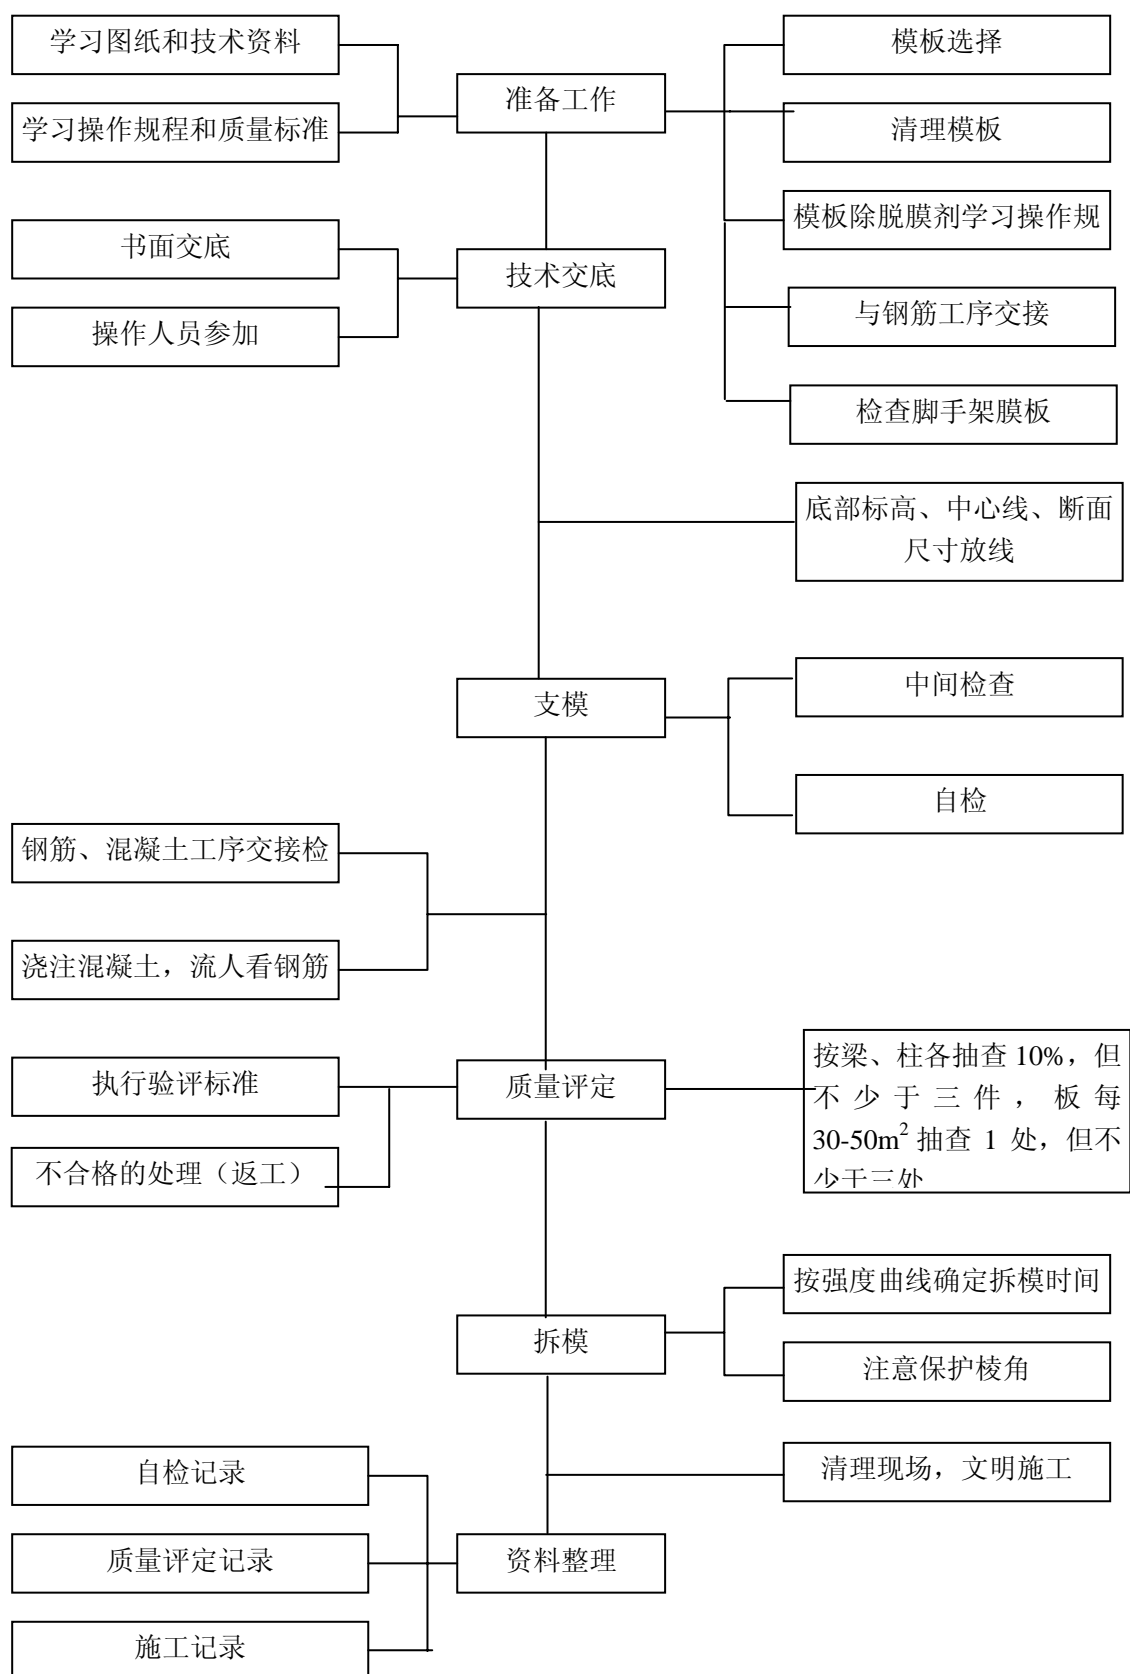 学习图纸和技术资料
模板选择
准备工作
学习操作规程和质量标准
清理模板
模板除脱膜剂学习操作规
书面交底
技术交底
与钢筋工序交接
操作人员参加
检查脚手架膜板
底部标高、中心线、断面
尺寸放线
支模
中间检查
自检
钢筋、混凝土工序交接检
浇注混凝土，流人看钢筋
执行验评标准
质量评定
按梁、柱各抽查 10%，但
不少于三件，板每
30-50m² 抽查 1 处，但不
少于三处
不合格的处理（返工）
按强度曲线确定拆模时间
拆模
注意保护棱角
自检记录
清理现场，文明施工
质量评定记录
资料整理
施工记录